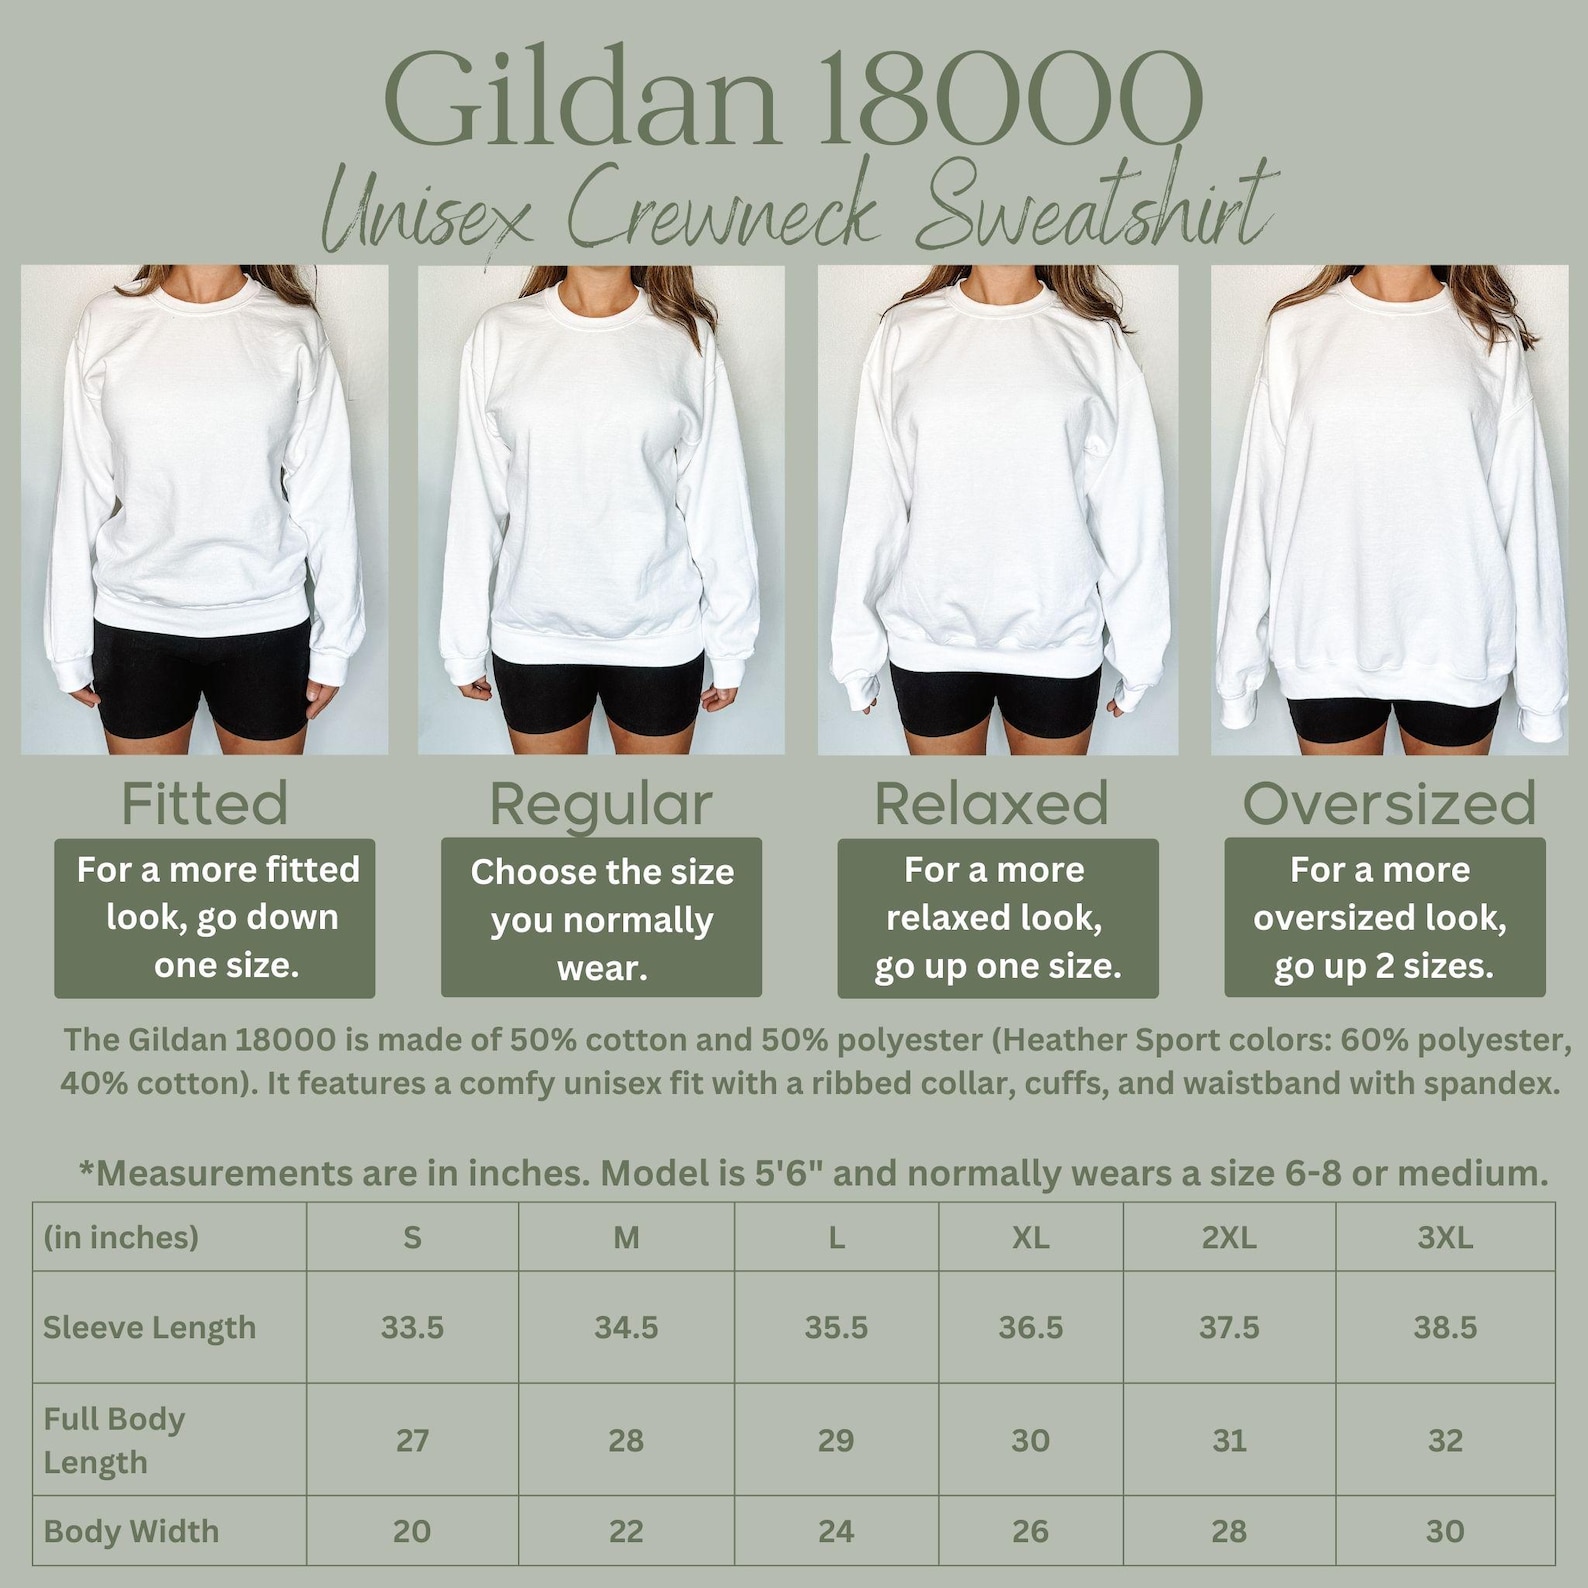 Gildan 18000
Unisex Crewneck Sweatshirt
Fitted
For a more fitted
look, go down
one size.
Regular
Choose the size
you normally
wear.
Relaxed
For a more
relaxed look,
go up one size.
Oversized
For a more
oversized look,
go up 2 sizes.
The Gildan 18000 is made of 50% cotton and 50% polyester (Heather Sport colors: 60% polyester,
40% cotton). It features a comfy unisex fit with a ribbed collar, cuffs, and waistband with spandex.
*Measurements are in inches. Model is 5'6" and normally wears a size 6-8 or medium.
(in inches) S M L XL 2XL 3XL
Sleeve Length 33.5 34.5 35.5 36.5 37.5 38.5
Full Body
Length 27 28 29 30 31 32
Body Width 20 22 24 26 28 30